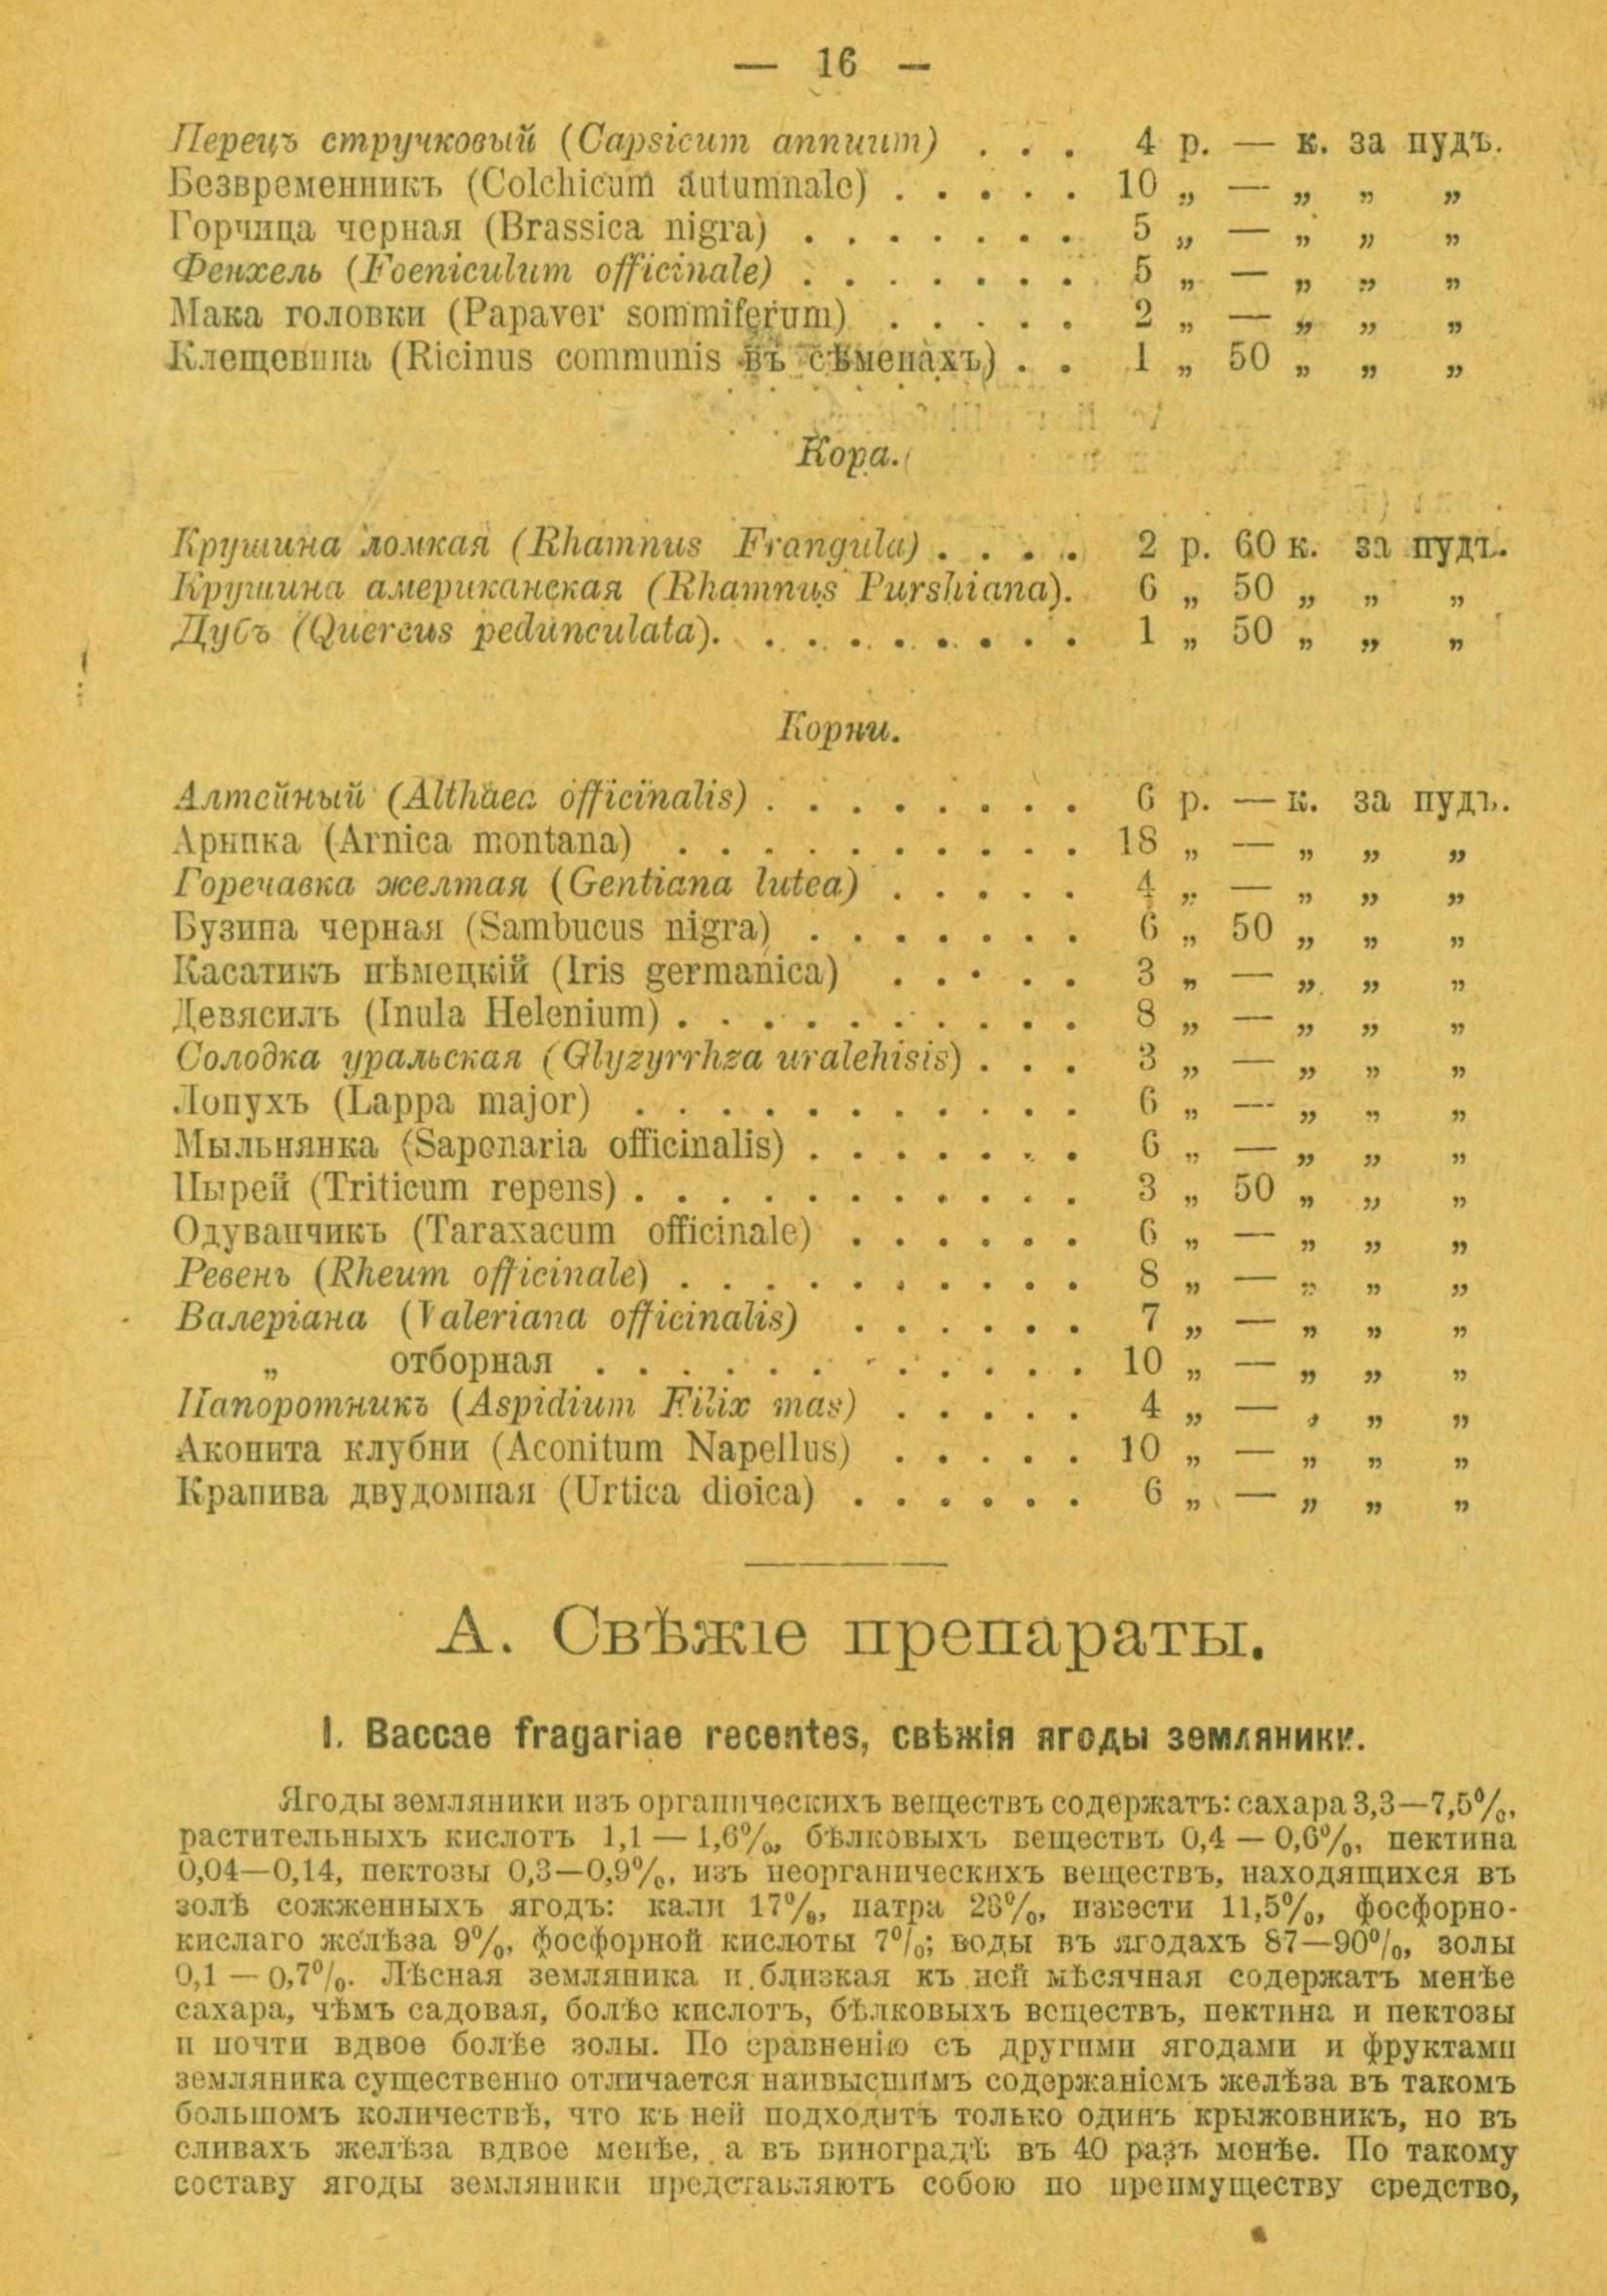 — 16 —
Перецъ стручковый (Capsicum annuum) . . . 4 р. — к. за пудъ.
Безвременникъ (Colchicum autumnale) . . . . . 10 „ — „ „ „
Горчица черная (Brassica nigra) . . . . . . . 5 „ — „ „ „
Фенхель (Foeniculum officinale) . . . . . . . 5 „ — „ „ „
Мака головки (Papaver sommiferum) . . . . . 2 „ — „ „ „
Клещевина (Ricinus communis въ сѣменахъ) . . 1 „ 50 „ „ „
Кора.
Крушина ломкая (Rhamnus Frangula) . . . . 2 р. 60 к. за пудъ.
Крушина американская (Rhamnus Purshiana). 6 „ 50 „ „ „
Дубъ (Quercus pedunculata). . . . . . . . . 1 „ 50 „ „ „
Корни.
Алтейный (Althaea officinalis) . . . . . . . . 6 р. — к. за пудъ.
Арника (Arnica montana) . . . . . . . . . . 18 „ — „ „ „
Горечавка желтая (Gentiana lutea) . . . . . 4 „ — „ „ „
Бузина черная (Sambucus nigra) . . . . . . . 6 „ 50 „ „ „
Касатикъ нѣмецкій (Iris germanica) . . . . . 3 „ — „ „ „
Девясилъ (Inula Helenium) . . . . . . . . . . 8 „ — „ „ „
Солодка уральская (Glyzyrrhza uralehisis) . . . 3 „ — „ „ „
Лопухъ (Lappa major) . . . . . . . . . . . 6 „ — „ „ „
Мыльнянка (Saponaria officinalis) . . . . . . . 6 „ — „ „ „
Пырей (Triticum repens) . . . . . . . . . . . 3 „ 50 „ „ „
Одуванчикъ (Taraxacum officinale) . . . . . . 6 „ — „ „ „
Ревень (Rheum officinale) . . . . . . . . . . 8 „ — „ „ „
Валеріана (Valeriana officinalis) . . . . . . 7 „ — „ „ „
„ отборная . . . . . . . . . . . . 10 „ — „ „ „
Папоротникъ (Aspidium Filix mas) . . . . . 4 „ — „ „ „
Аконита клубни (Aconitum Napellus) . . . . . 10 „ — „ „ „
Крапива двудомная (Urtica dioica) . . . . . . 6 „ — „ „ „
А. Свѣжіе препараты.
I. Baccae fragariae recentes, свѣжія ягоды земляники.
Ягоды земляники изъ органическихъ веществъ содержатъ: сахара 3,3—7,5%,
растительныхъ кислотъ 1,1 — 1,6%, бѣлковыхъ веществъ 0,4 — 0,6%, пектина
0,04—0,14, пектозы 0,3—0,9%, изъ неорганическихъ веществъ, находящихся въ
золѣ сожженныхъ ягодъ: кали 17%, натра 28%, извести 11,5%, фосфорно-
кислаго желѣза 9%, фосфорной кислоты 7%; воды въ ягодахъ 87—90%, золы
0,1 — 0,7%. Лѣсная земляника и близкая къ ней мѣсячная содержатъ менѣе
сахара, чѣмъ садовая, болѣе кислотъ, бѣлковыхъ веществъ, пектина и пектозы
и почти вдвое болѣе золы. По сравненію съ другими ягодами и фруктами
земляника существенно отличается наивысшимъ содержаніемъ желѣза въ такомъ
большомъ количествѣ, что къ ней подходитъ только одинъ крыжовникъ, но въ
сливахъ желѣза вдвое менѣе, а въ виноградѣ въ 40 разъ менѣе. По такому
составу ягоды земляники представляютъ собою по преимуществу средство,